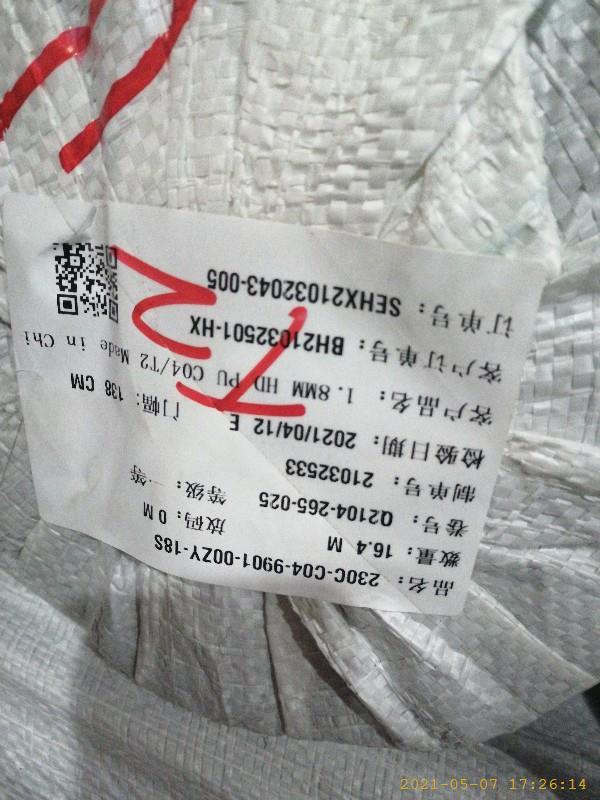 品名: 230C-C04-9901-00ZY-18S
数量: 16.4 M 放码: 0 M
卷号: Q2104-265-025 等级: 一等
制单号: 21032533
检验日期: 2021/04/12 E 门幅: 138 CM
客户品名: 1.8MM HD PU C04/T2 Made in Chi
客户订单号: BH21032501-HX
订单号: SEHX21032043-005
T2
2021-05-07 17:26:14